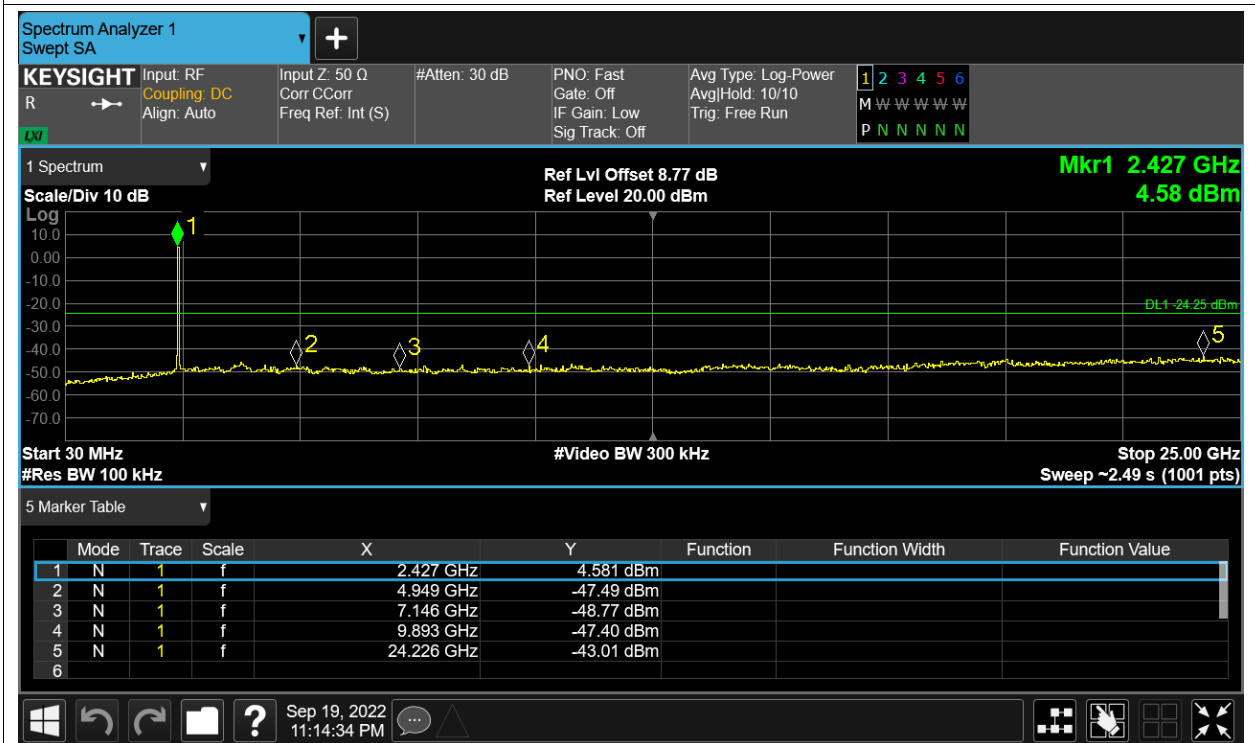 Spectrum Analyzer 1
Swept SA
KEYSIGHT Input: RF Input Z: 50 Ω #Atten: 30 dB PNO: Fast Avg Type: Log-Power 1 2 3 4 5 6
R Coupling: DC Corr CCorr Gate: Off Avg|Hold: 10/10 M W W W W W
Align: Auto Freq Ref: Int (S) IF Gain: Low Trig: Free Run
LXI Sig Track: Off P N N N N N
1 Spectrum Ref Lvl Offset 8.77 dB Mkr1 2.427 GHz
Scale/Div 10 dB Ref Level 20.00 dBm 4.58 dBm
Log
1
10.0
0.00
-10.0
-20.0
DL1 -24.25 dBm
-30.0
2 3 4 5
-40.0
-50.0
-60.0
-70.0
Start 30 MHz #Video BW 300 kHz Stop 25.00 GHz
#Res BW 100 kHz Sweep ~2.49 s (1001 pts)
5 Marker Table
Mode Trace Scale X Y Function Function Width Function Value
1 N 1 f 2.427 GHz 4.581 dBm
2 N 1 f 4.949 GHz -47.49 dBm
3 N 1 f 7.146 GHz -48.77 dBm
4 N 1 f 9.893 GHz -47.40 dBm
5 N 1 f 24.226 GHz -43.01 dBm
6
? Sep 19, 2022
11:14:34 PM